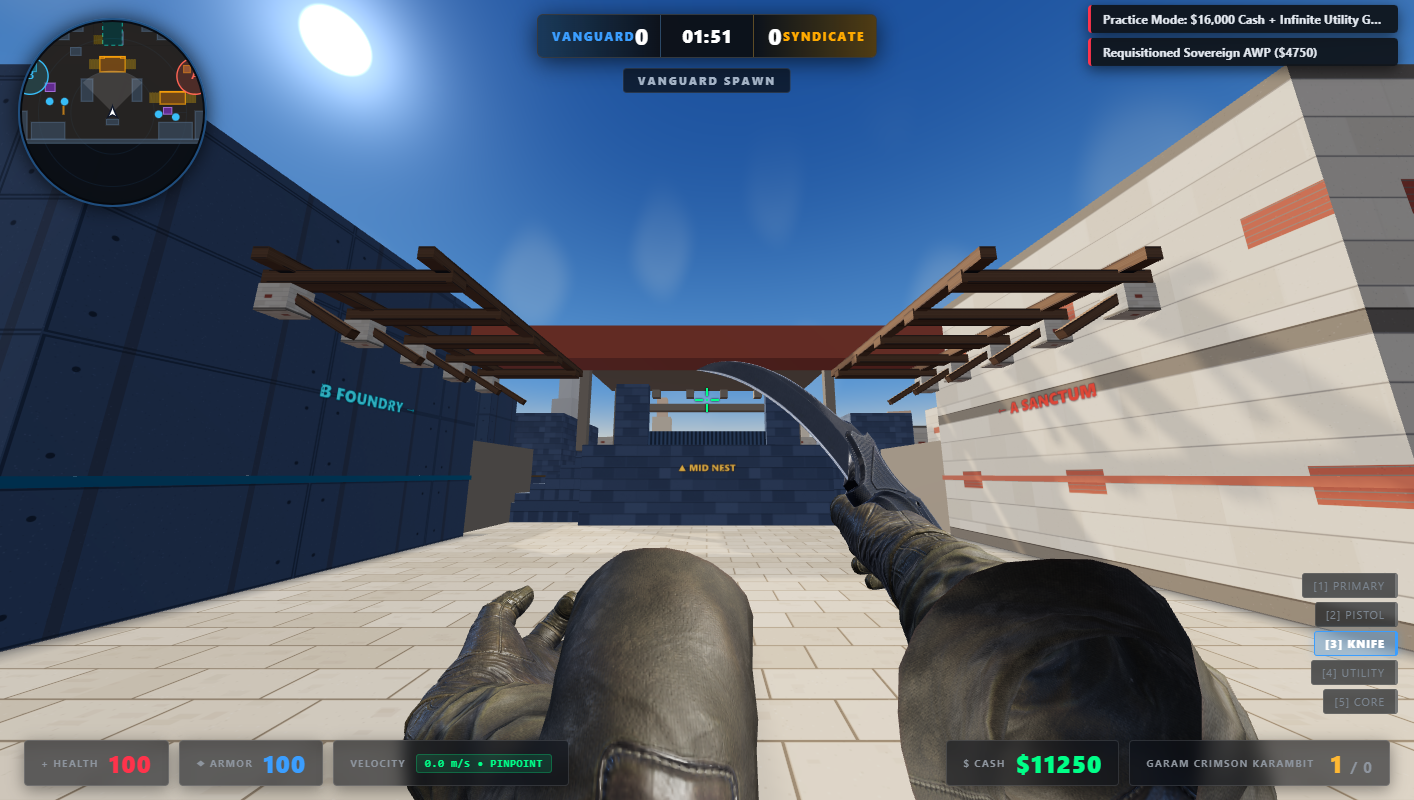 VANGUARD 0 01:51 0 SYNDICATE
VANGUARD SPAWN
Practice Mode: $16,000 Cash + Infinite Utility G...
Requisitioned Sovereign AWP ($4750)
B FOUNDRY →
← A SANCTUM
▲ MID NEST
[1] PRIMARY
[2] PISTOL
[3] KNIFE
[4] UTILITY
[5] CORE
+ HEALTH 100
◆ ARMOR 100
VELOCITY 0.0 m/s • PINPOINT
$ CASH $11250
GARAM CRIMSON KARAMBIT 1 / 0